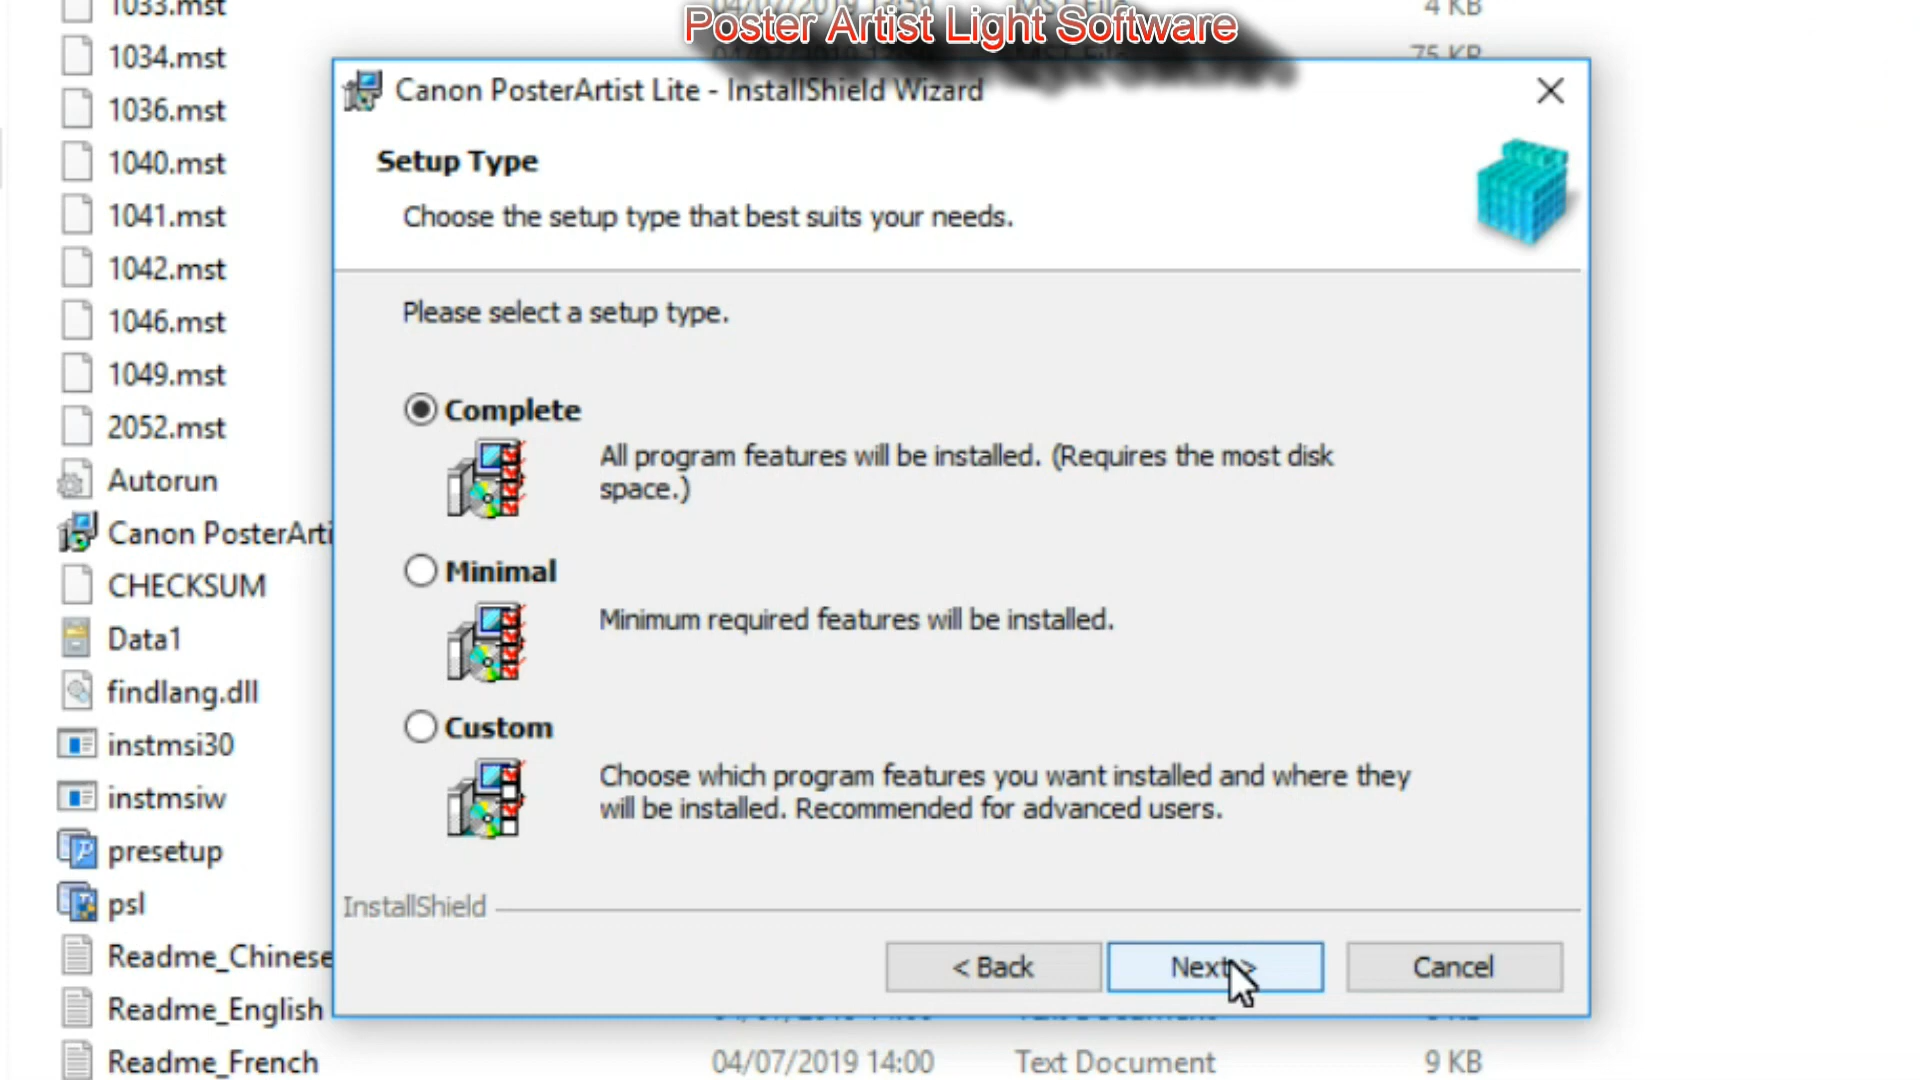 Poster Artist Light Software
1033.mst
4 KB
1034.mst
75 KB
1036.mst
1040.mst
1041.mst
1042.mst
1046.mst
1049.mst
2052.mst
Autorun
Canon PosterArti
CHECKSUM
Data1
findlang.dll
instmsi30
instmsiw
presetup
psl
Readme_Chinese
Readme_English
Readme_French 04/07/2019 14:00 Text Document 9 KB
Canon PosterArtist Lite - InstallShield Wizard
Setup Type
Choose the setup type that best suits your needs.
Please select a setup type.
Complete
All program features will be installed. (Requires the most disk
space.)
Minimal
Minimum required features will be installed.
Custom
Choose which program features you want installed and where they
will be installed. Recommended for advanced users.
InstallShield
< Back Next > Cancel